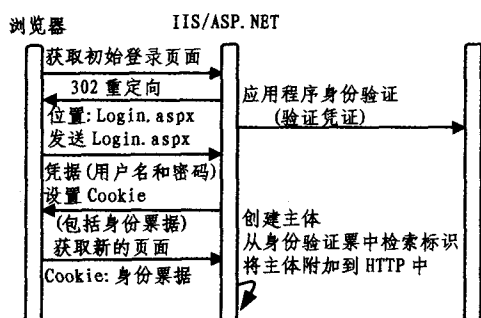 浏览器
IIS/ASP.NET
获取初始登录页面
302 重定向
位置:Login.aspx
发送 Login.aspx
凭据(用户名和密码)
设置 Cookie
(包括身份票据)
获取新的页面
Cookie:身份票据
应用程序身份验证
(验证凭证)
创建主体
从身份验证票中检索标识
将主体附加到 HTTP 中